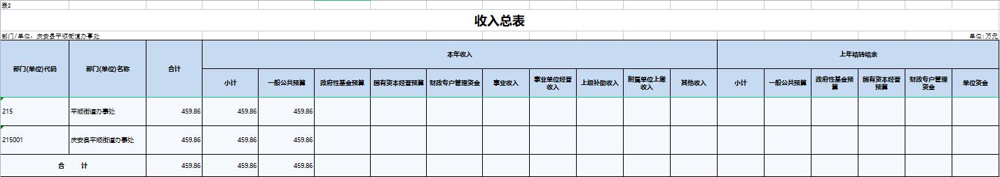 表2
收入总表
部门/单位：庆安县平顺街道办事处 单位:万元
部门(单位)代码 部门(单位)名称 合计 本年收入 上年结转结余
小计 一般公共预算 政府性基金预算 国有资本经营预算 财政专户管理资金 事业收入 事业单位经营收入 上级补助收入 附属单位上缴收入 其他收入 小计 一般公共预算 政府性基金预算 国有资本经营预算 财政专户管理资金 单位资金
215 平顺街道办事处 459.86 459.86 459.86
215001 庆安县平顺街道办事处 459.86 459.86 459.86
合 计 459.86 459.86 459.86